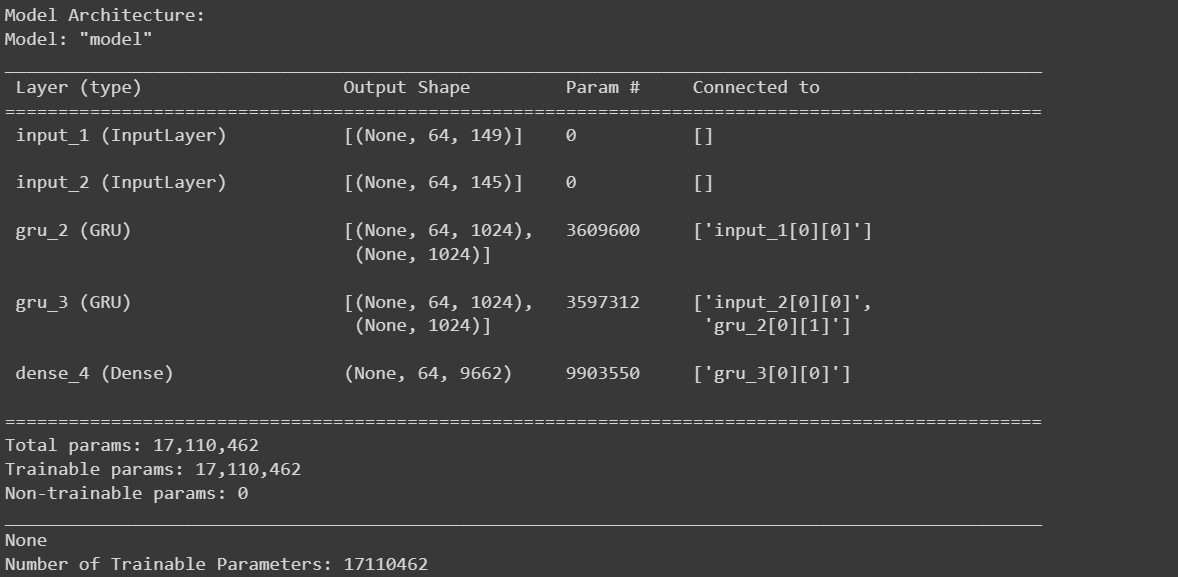 Model Architecture:
Model: "model"
__________________________________________________________________________________________________
Layer (type) Output Shape Param # Connected to
==================================================================================================
input_1 (InputLayer) [(None, 64, 149)] 0 []
input_2 (InputLayer) [(None, 64, 145)] 0 []
gru_2 (GRU) [(None, 64, 1024), 3609600 ['input_1[0][0]']
(None, 1024)]
gru_3 (GRU) [(None, 64, 1024), 3597312 ['input_2[0][0]',
(None, 1024)] 'gru_2[0][1]']
dense_4 (Dense) (None, 64, 9662) 9903550 ['gru_3[0][0]']
==================================================================================================
Total params: 17,110,462
Trainable params: 17,110,462
Non-trainable params: 0
__________________________________________________________________________________________________
None
Number of Trainable Parameters: 17110462